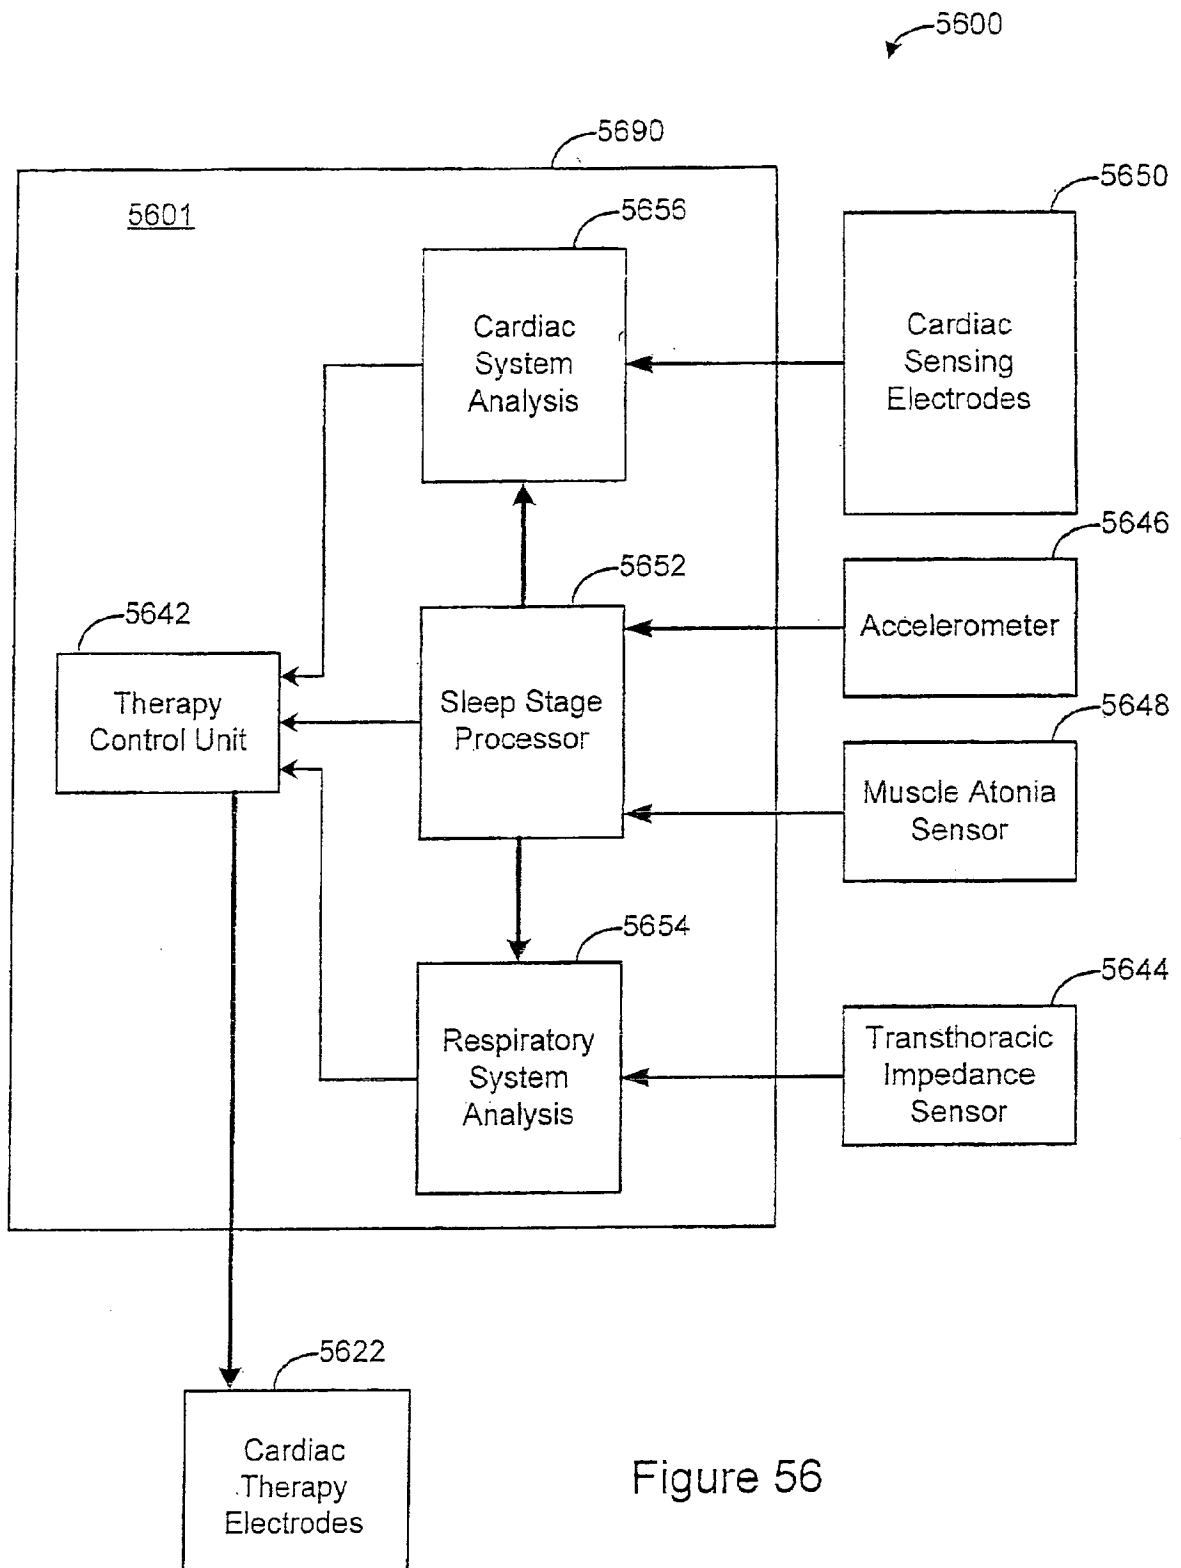 5600
5690
5650
5601
5656
Cardiac
System
Analysis
Cardiac
Sensing
Electrodes
5646
5652
5642
Accelerometer
Therapy
Control Unit
Sleep Stage
Processor
5648
Muscle Atonia
Sensor
5654
5644
Respiratory
System
Analysis
Transthoracic
Impedance
Sensor
5622
Cardiac
Therapy
Electrodes
Figure 56